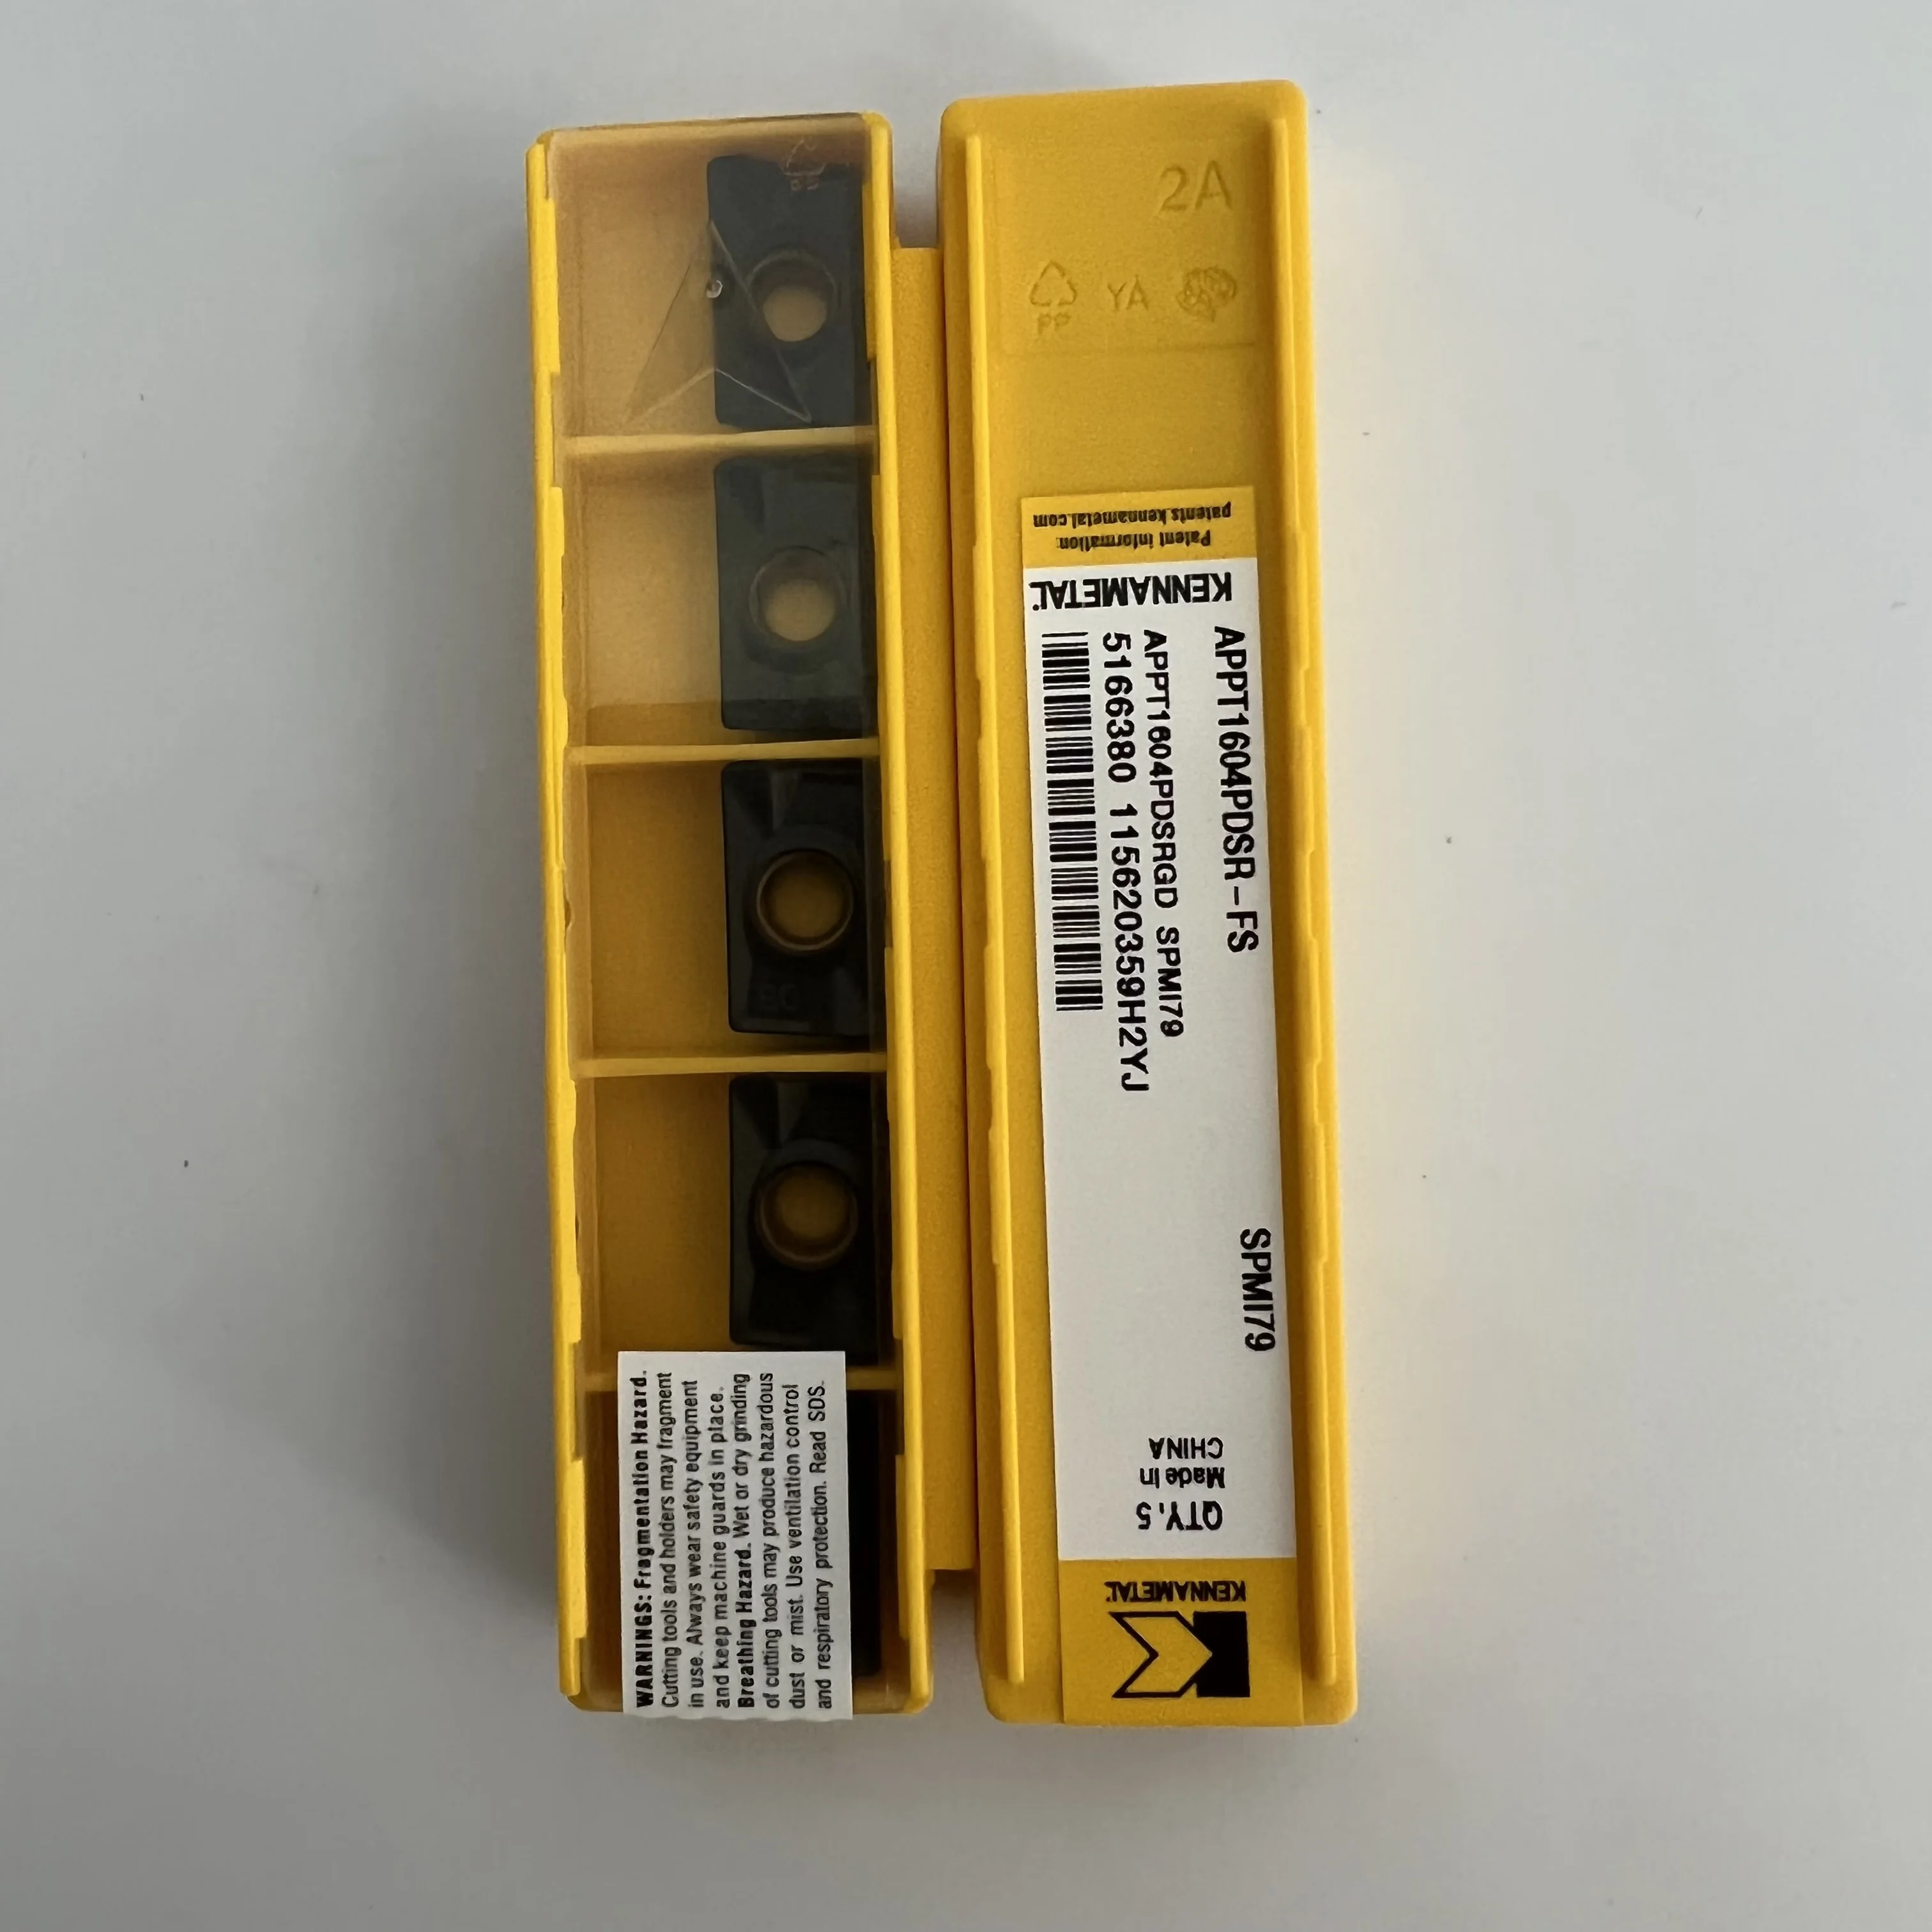 2A
PP YA
Patent information:
patents.kennametal.com
KENNAMETAL
APPT1604PDSR-FS
SPMI79
APPT1604PDSRGD SPMI79
5166380 115620359H2YJ
QTY.5
Made In
CHINA
KENNAMETAL
WARNINGS: Fragmentation Hazard.
Cutting tools and holders may fragment
in use. Always wear safety equipment
and keep machine guards in place.
Breathing Hazard. Wet or dry grinding
of cutting tools may produce hazardous
dust or mist. Use ventilation control
and respiratory protection. Read SDS.